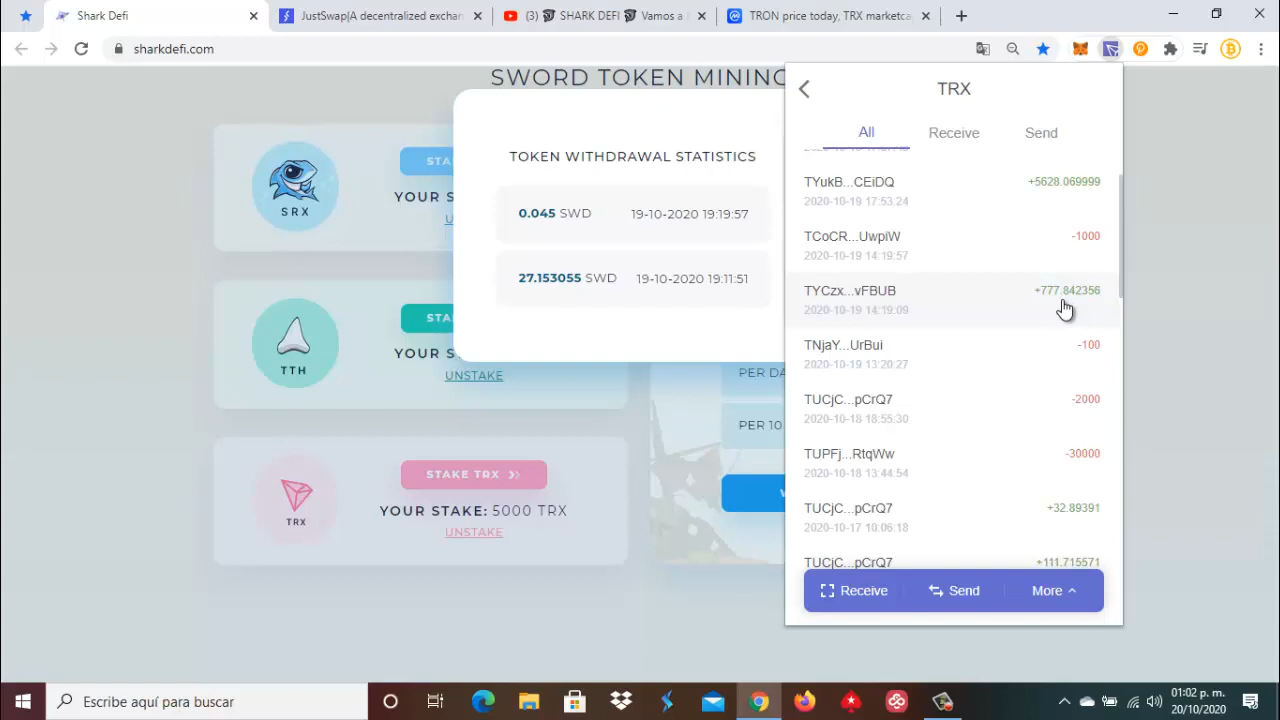 Shark Defi
JustSwap|A decentralized exchan
(3) SHARK DEFI Vamos a
TRON price today, TRX marketca
sharkdefi.com
SWORD TOKEN MINING
STA
YOUR S
SRX
STA
YOUR S
UNSTAKE
TTH
STAKE TRX
YOUR STAKE: 5000 TRX
UNSTAKE
TRX
TOKEN WITHDRAWAL STATISTICS
0.045 SWD 19-10-2020 19:19:57
27.153055 SWD 19-10-2020 19:11:51
PER DA
PER 10
TRX
All Receive Send
TYukB...CEiDQ +5628.069999
2020-10-19 17:53:24
TCoCR...UwpiW -1000
2020-10-19 14:19:57
TYCzx...vFBUB +777.842356
2020-10-19 14:19:09
TNjaY...UrBui -100
2020-10-19 13:20:27
TUCjC...pCrQ7 -2000
2020-10-18 18:55:30
TUPFj...RtqWw -30000
2020-10-18 13:44:54
TUCjC...pCrQ7 +32.89391
2020-10-17 10:06:18
TUCjC...pCrQ7 +111.715571
Receive Send More
Escribe aquí para buscar
01:02 p. m.
20/10/2020